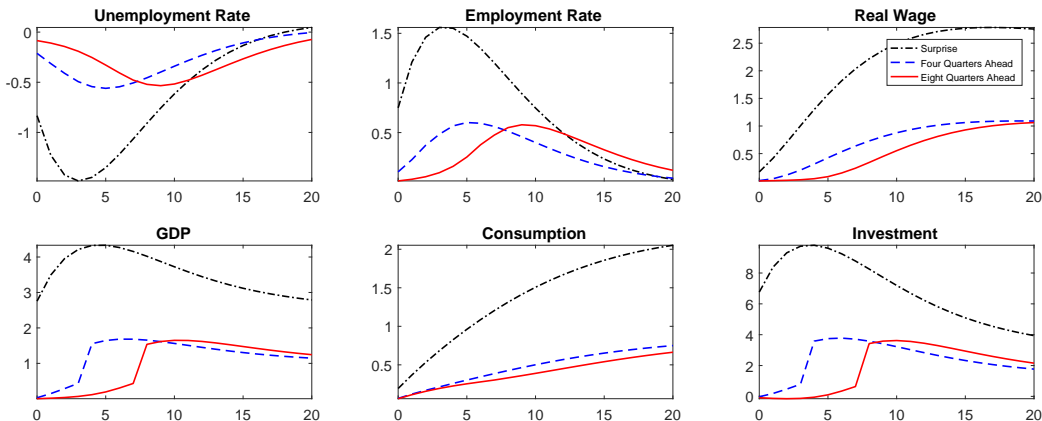 Unemployment Rate
0
-0.5
-1
0 5 10 15 20
Employment Rate
1.5
1
0.5
0 5 10 15 20
Real Wage
2.5
2
1.5
1
0.5
0 5 10 15 20
Surprise
Four Quarters Ahead
Eight Quarters Ahead
GDP
4
3
2
1
0 5 10 15 20
Consumption
2
1.5
1
0.5
0 5 10 15 20
Investment
8
6
4
2
0
0 5 10 15 20